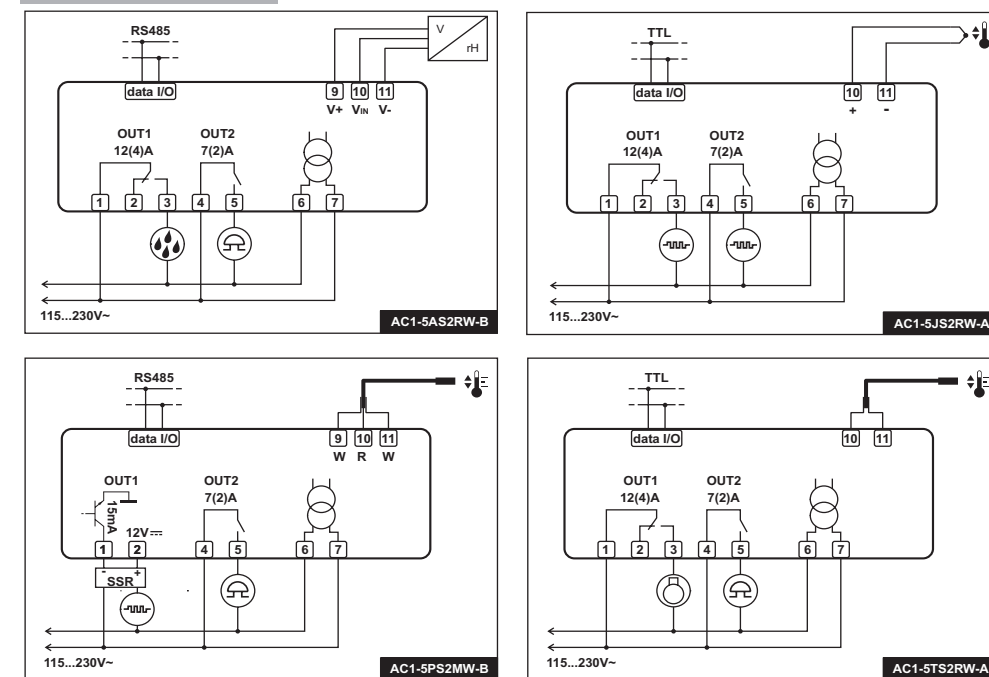 RS485
V
rH
data I/O
9 10 11
V+ VIN V-
OUT1 OUT2
12(4)A 7(2)A
1 2 3 4 5 6 7
115...230V~
AC1-5AS2RW-B
TTL
data I/O
10 11
+ -
OUT1 OUT2
12(4)A 7(2)A
1 2 3 4 5 6 7
115...230V~
AC1-5JS2RW-A
RS485
data I/O
9 10 11
W R W
OUT1 OUT2
7(2)A
15mA
12V
1 2 4 5 6 7
- +
SSR
115...230V~
AC1-5PS2MW-B
TTL
data I/O
10 11
OUT1 OUT2
12(4)A 7(2)A
1 2 3 4 5 6 7
115...230V~
AC1-5TS2RW-A